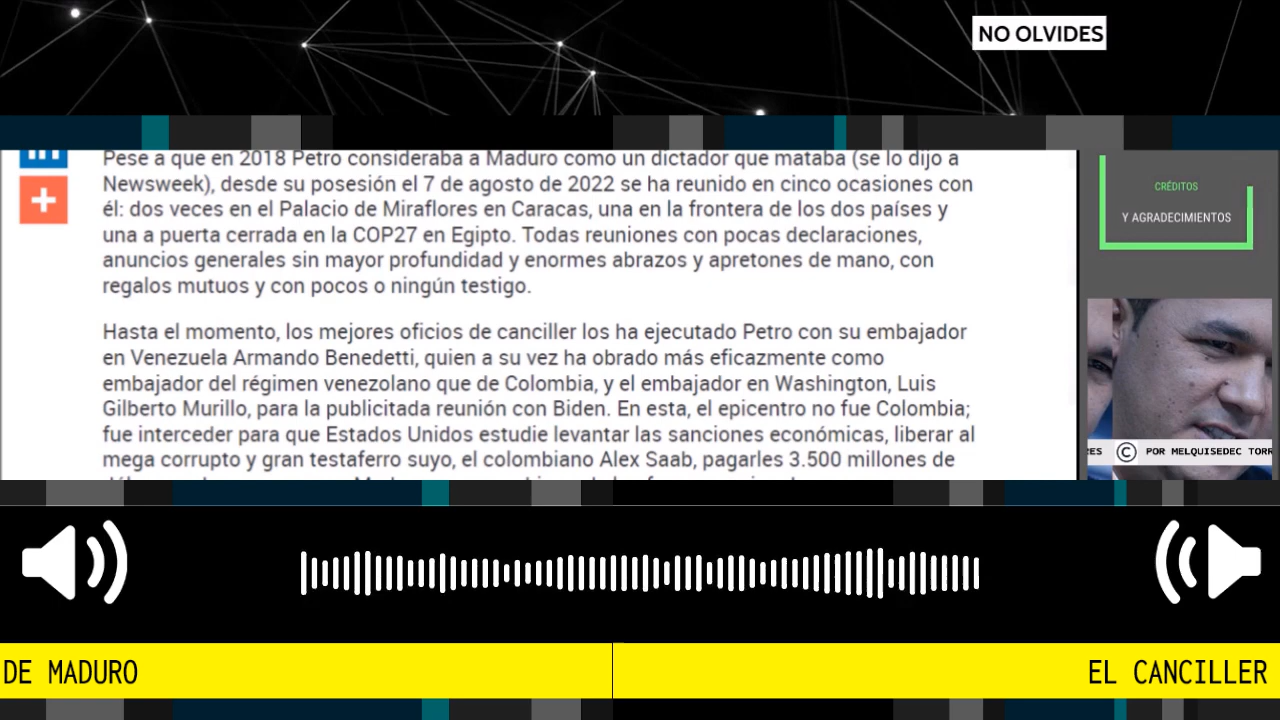 NO OLVIDES
in
Pese a que en 2018 Petro consideraba a Maduro como un dictador que mataba (se lo dijo a
Newsweek), desde su posesión el 7 de agosto de 2022 se ha reunido en cinco ocasiones con
él: dos veces en el Palacio de Miraflores en Caracas, una en la frontera de los dos países y
una a puerta cerrada en la COP27 en Egipto. Todas reuniones con pocas declaraciones,
anuncios generales sin mayor profundidad y enormes abrazos y apretones de mano, con
regalos mutuos y con pocos o ningún testigo.
Hasta el momento, los mejores oficios de canciller los ha ejecutado Petro con su embajador
en Venezuela Armando Benedetti, quien a su vez ha obrado más eficazmente como
embajador del régimen venezolano que de Colombia, y el embajador en Washington, Luis
Gilberto Murillo, para la publicitada reunión con Biden. En esta, el epicentro no fue Colombia;
fue interceder para que Estados Unidos estudie levantar las sanciones económicas, liberar al
mega corrupto y gran testaferro suyo, el colombiano Alex Saab, pagarles 3.500 millones de
CRÉDITOS
Y AGRADECIMIENTOS
RES © POR MELQUISEDEC TORR
DE MADURO
EL CANCILLER